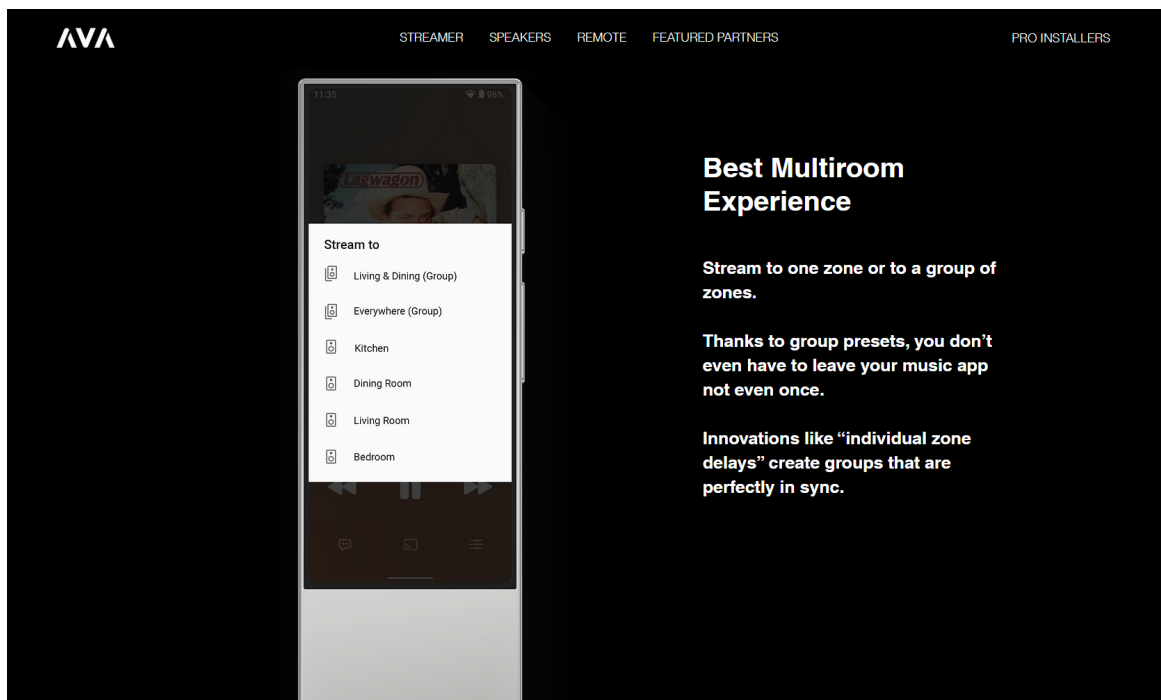 AVA
STREAMER
SPEAKERS
REMOTE
FEATURED PARTNERS
PRO INSTALLERS
11:35
96%
Lagwagon
Stream to
Living & Dining (Group)
Everywhere (Group)
Kitchen
Dining Room
Living Room
Bedroom
Best Multiroom
Experience
Stream to one zone or to a group of
zones.
Thanks to group presets, you don’t
even have to leave your music app
not even once.
Innovations like “individual zone
delays” create groups that are
perfectly in sync.